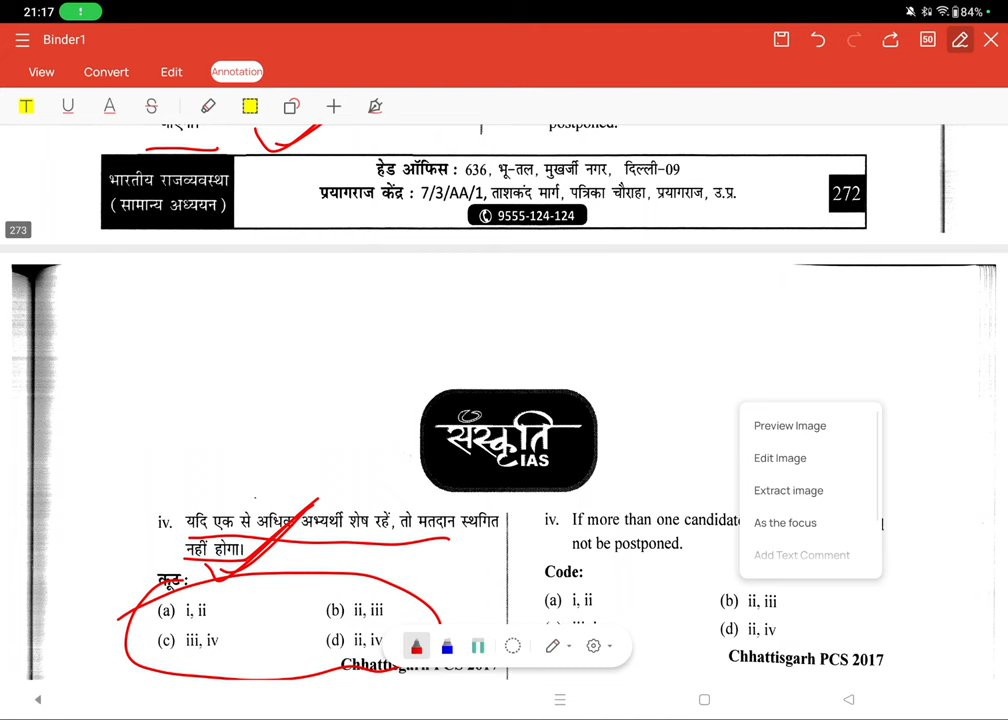 21:17
84%
Binder1
50
View Convert Edit Annotation
T U A S
postponed.
भारतीय राजव्यवस्था
(सामान्य अध्ययन)
हेड ऑफिस : 636, भू-तल, मुखर्जी नगर, दिल्ली-09
प्रयागराज केंद्र : 7/3/AA/1, ताशकंद मार्ग, पत्रिका चौराहा, प्रयागराज, उ.प्र.
9555-124-124
272
273
संस्कृति
IAS
iv. यदि एक से अधिक अभ्यर्थी शेष रहें, तो मतदान स्थगित
नहीं होगा।
कूट:
(a) i, ii (b) ii, iii
(c) iii, iv (d) ii, iv
Chhattisgarh PCS 2017
iv. If more than one candidat
not be postponed.
Code:
(a) i, ii (b) ii, iii
(d) ii, iv
Chhattisgarh PCS 2017
Preview Image
Edit Image
Extract image
As the focus
Add Text Comment